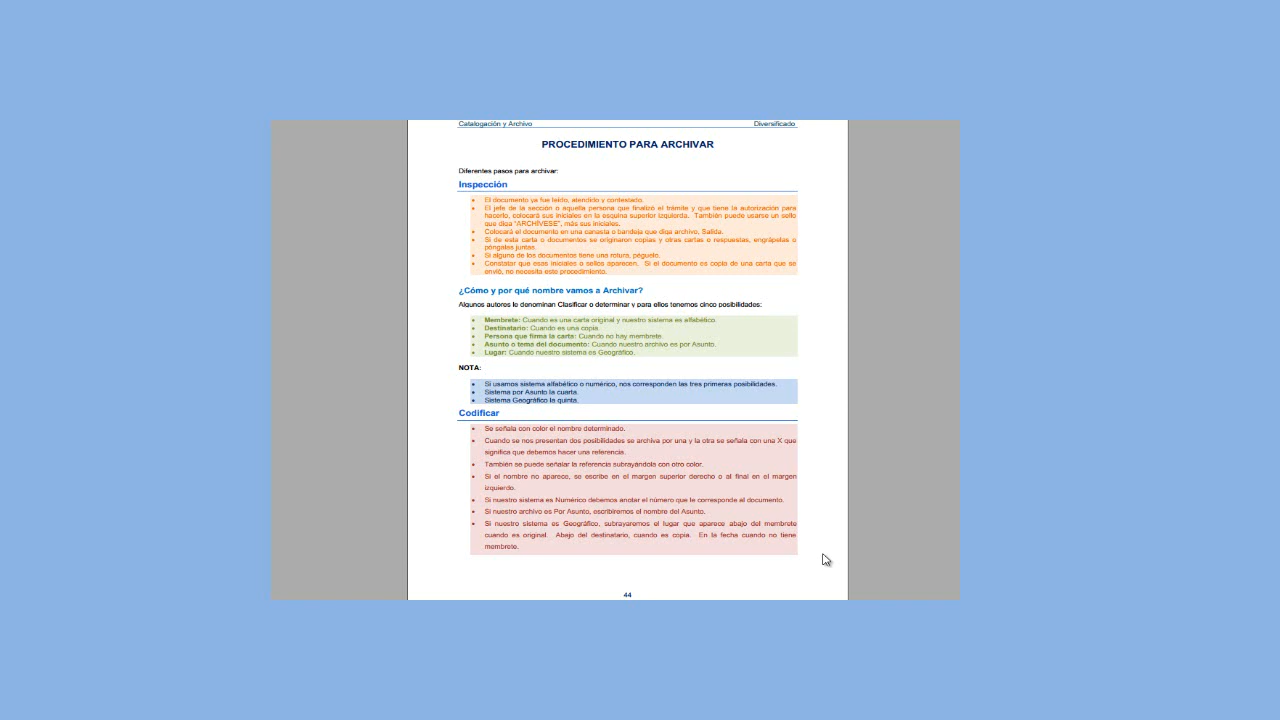 Catalogación y Archivo Diversificado
PROCEDIMIENTO PARA ARCHIVAR
Diferentes pasos para archivar:
Inspección
• El documento ya fue leído, atendido y contestado.
• El jefe de la sección o aquella persona que finalizó el trámite y que tiene la autorización para
hacerlo, colocará sus iniciales en la esquina superior izquierda. También puede usarse un sello
que diga "ARCHÍVESE", más sus iniciales.
• Colocará el documento en una canasta o bandeja que diga archivo, Salida.
• Si de esta carta o documentos se originaron copias y otras cartas o respuestas, engrápelas o
póngalas juntas.
• Si alguno de los documentos tiene una rotura, péguelo.
• Constatar que esas iniciales o sellos aparecen. Si el documento es copia de una carta que se
envió, no necesita este procedimiento.
¿Cómo y por qué nombre vamos a Archivar?
Algunos autores le denominan Clasificar o determinar y para ellos tenemos cinco posibilidades:
• Membrete: Cuando es una carta original y nuestro sistema es alfabético.
• Destinatario: Cuando es una copia.
• Persona que firma la carta: Cuando no hay membrete.
• Asunto o tema del documento: Cuando nuestro archivo es por Asunto.
• Lugar: Cuando nuestro sistema es Geográfico.
NOTA:
• Si usamos sistema alfabético o numérico, nos corresponden las tres primeras posibilidades.
• Sistema por Asunto la cuarta.
• Sistema Geográfico la quinta.
Codificar
• Se señala con color el nombre determinado.
• Cuando se nos presentan dos posibilidades se archiva por una y la otra se señala con una X que
significa que debemos hacer una referencia.
• También se puede señalar la referencia subrayándola con otro color.
• Si el nombre no aparece, se escribe en el margen superior derecho o al final en el margen
izquierdo.
• Si nuestro sistema es Numérico debemos anotar el número que le corresponde al documento.
• Si nuestro archivo es Por Asunto, escribiremos el nombre del Asunto.
• Si nuestro sistema es Geográfico, subrayaremos el lugar que aparece abajo del membrete
cuando es original. Abajo del destinatario, cuando es copia. En la fecha cuando no tiene
membrete.
44